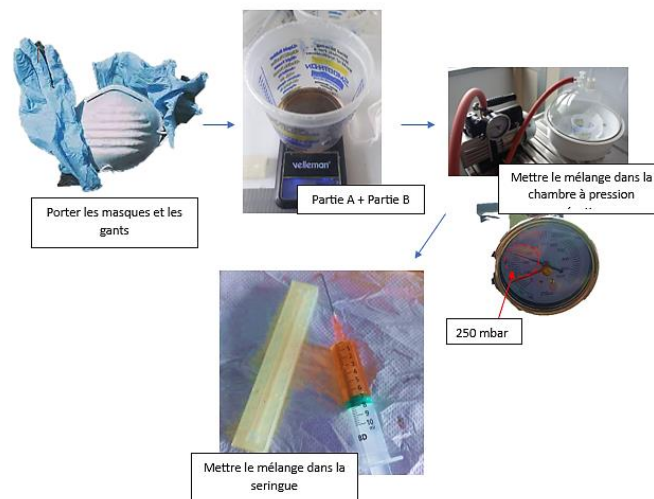 velleman
Porter les masques et les
gants
Partie A + Partie B
Mettre le mélange dans la
chambre à pression
250 mbar
BD
Mettre le mélange dans la
seringue